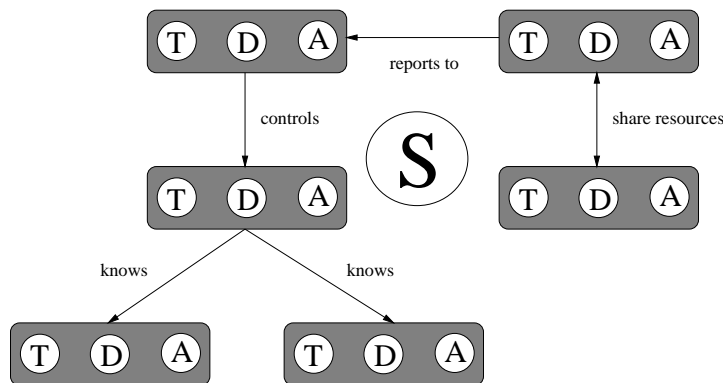 T D A
T D A
reports to
controls
share resources
S
T D A
T D A
knows
knows
T D A
T D A